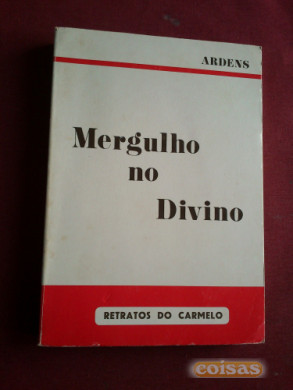 ARDENS
Mergulho
no
Divino
RETRATOS DO CARMELO
coisas